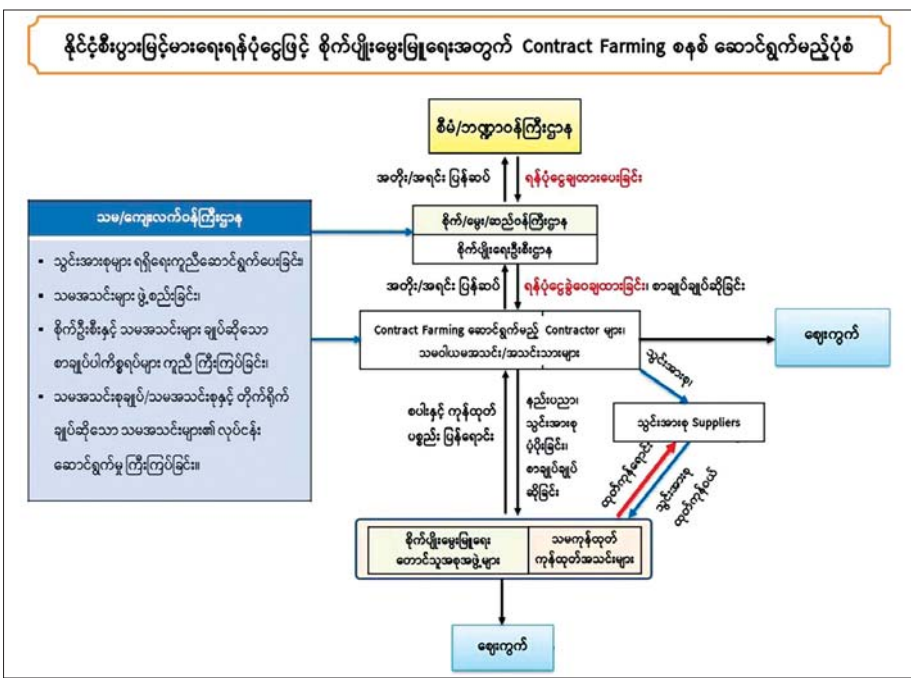 နိုင်ငံ့စီးပွားမြှင့်မားရေးရန်ပုံငွေဖြင့် စိုက်ပျိုးမွေးမြူရေးအတွက် Contract Farming စနစ် ဆောင်ရွက်မည့်ပုံစံ
စီမံ/ဘဏ္ဍာဝန်ကြီးဌာန
အတိုး/အရင်း ပြန်ဆပ်
ရန်ပုံငွေချထားပေးခြင်း
သမ/ကျေးလက်ဝန်ကြီးဌာန
▪ သွင်းအားစုများ ရရှိရေးကူညီဆောင်ရွက်ပေးခြင်း၊
▪ သမအသင်းများ ဖွဲ့စည်းခြင်း၊
▪ စိုက်ဦးစီးနှင့် သမအသင်းများ ချုပ်ဆိုသော
စာချုပ်ပါကိစ္စရပ်များ ကူညီ ကြီးကြပ်ခြင်း၊
▪ သမအသင်းစုချုပ်/သမအသင်းစုနှင့် တိုက်ရိုက်
ချုပ်ဆိုသော သမအသင်းများ၏ လုပ်ငန်း
ဆောင်ရွက်မှု ကြီးကြပ်ခြင်း။
စိုက်/မွေး/ဆည်ဝန်ကြီးဌာန
စိုက်ပျိုးရေးဦးစီးဌာန
အတိုး/အရင်း ပြန်ဆပ်
ရန်ပုံငွေခွဲဝေချထားခြင်း၊ စာချုပ်ချုပ်ဆိုခြင်း
Contract Farming ဆောင်ရွက်မည့် Contractor များ၊
သမဝါယမအသင်း/အသင်းသားများ
ဈေးကွက်
သွင်းအားစု၊
သွင်းအားစု Suppliers
စပါးနှင့် ကုန်ထုတ်
ပစ္စည်း ပြန်ရောင်း
နည်းပညာ၊
သွင်းအားစု
ပံ့ပိုးခြင်း၊
စာချုပ်ချုပ်
ဆိုခြင်း
ထုတ်ကုန်ရောင်း
သွင်းအားစု
ထုတ်ကုန်ဝယ်
စိုက်ပျိုးမွေးမြူရေး
တောင်သူအစုအဖွဲ့များ
သမကုန်ထုတ်
ကုန်ထုတ်အသင်းများ
ဈေးကွက်